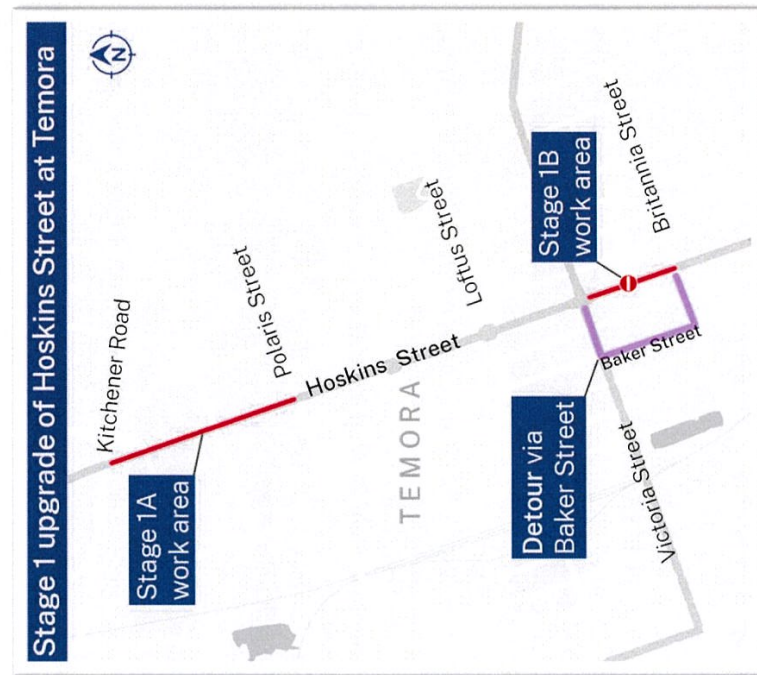 Stage 1 upgrade of Hoskins Street at Temora
N
Kitchener Road
Stage 1A
work area
Polaris Street
Hoskins Street
TEMORA
Loftus Street
Stage 1B
work area
Britannia Street
Detour via
Baker Street
Baker Street
Victoria Street